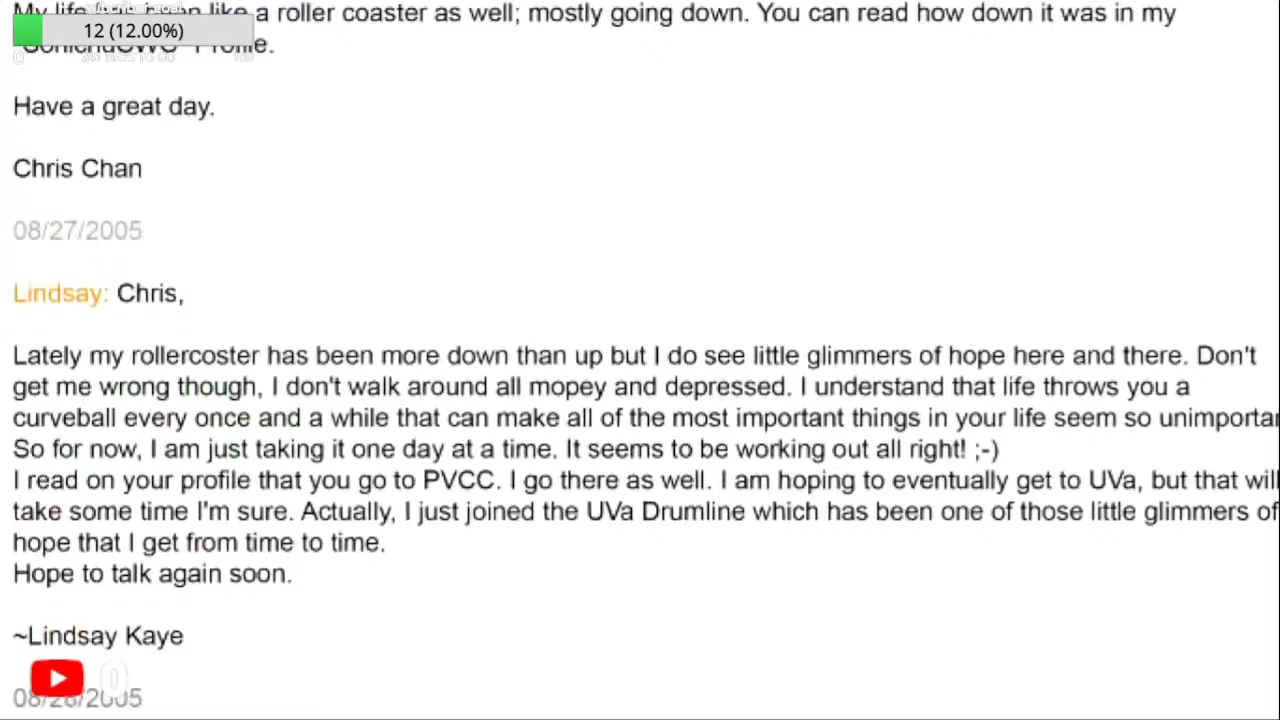 My life has been like a roller coaster as well; mostly going down. You can read how down it was in my
12 (12.00%)
Profile.
0
100
Have a great day.
Chris Chan
08/27/2005
Lindsay: Chris,
Lately my rollercoster has been more down than up but I do see little glimmers of hope here and there. Don't
get me wrong though, I don't walk around all mopey and depressed. I understand that life throws you a
curveball every once and a while that can make all of the most important things in your life seem so unimportan
So for now, I am just taking it one day at a time. It seems to be working out all right! ;-)
I read on your profile that you go to PVCC. I go there as well. I am hoping to eventually get to UVa, but that will
take some time I'm sure. Actually, I just joined the UVa Drumline which has been one of those little glimmers of
hope that I get from time to time.
Hope to talk again soon.
~Lindsay Kaye
0
08/28/2005